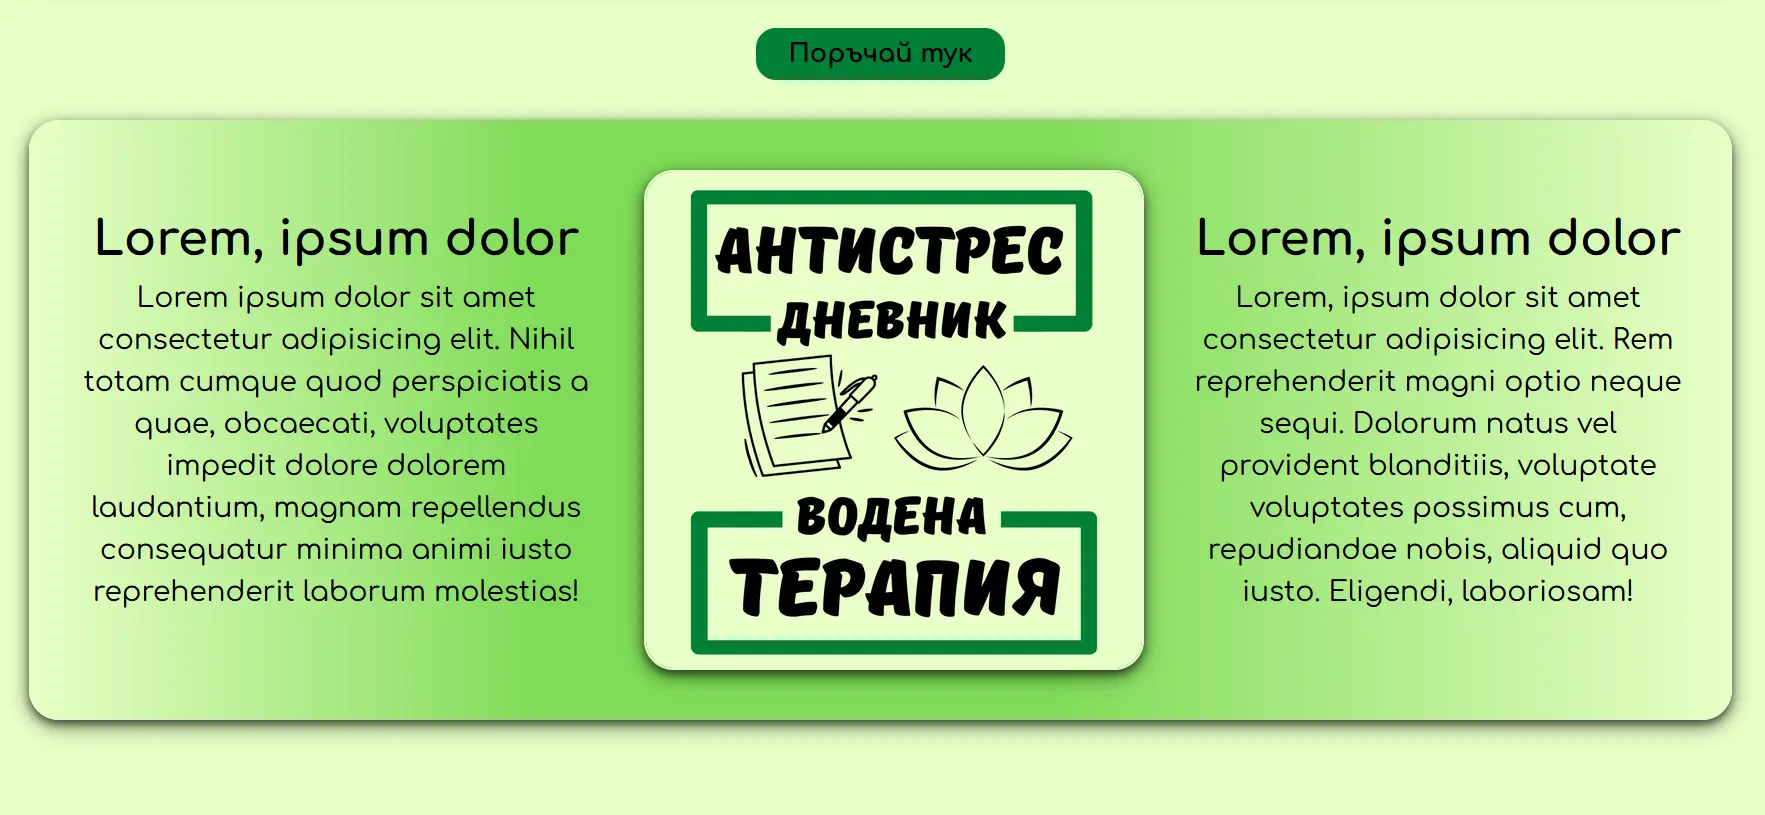 Поръчай тук
Lorem, ipsum dolor
Lorem ipsum dolor sit amet
consectetur adipisicing elit. Nihil
totam cumque quod perspiciatis a
quae, obcaecati, voluptates
impedit dolore dolorem
laudantium, magnam repellendus
consequatur minima animi iusto
reprehenderit laborum molestias!
АНТИСТРЕС
ДНЕВНИК
ВОДЕНА
ТЕРАПИЯ
Lorem, ipsum dolor
Lorem, ipsum dolor sit amet
consectetur adipisicing elit. Rem
reprehenderit magni optio neque
sequi. Dolorum natus vel
provident blanditiis, voluptate
voluptates possimus cum,
repudiandae nobis, aliquid quo
iusto. Eligendi, laboriosam!